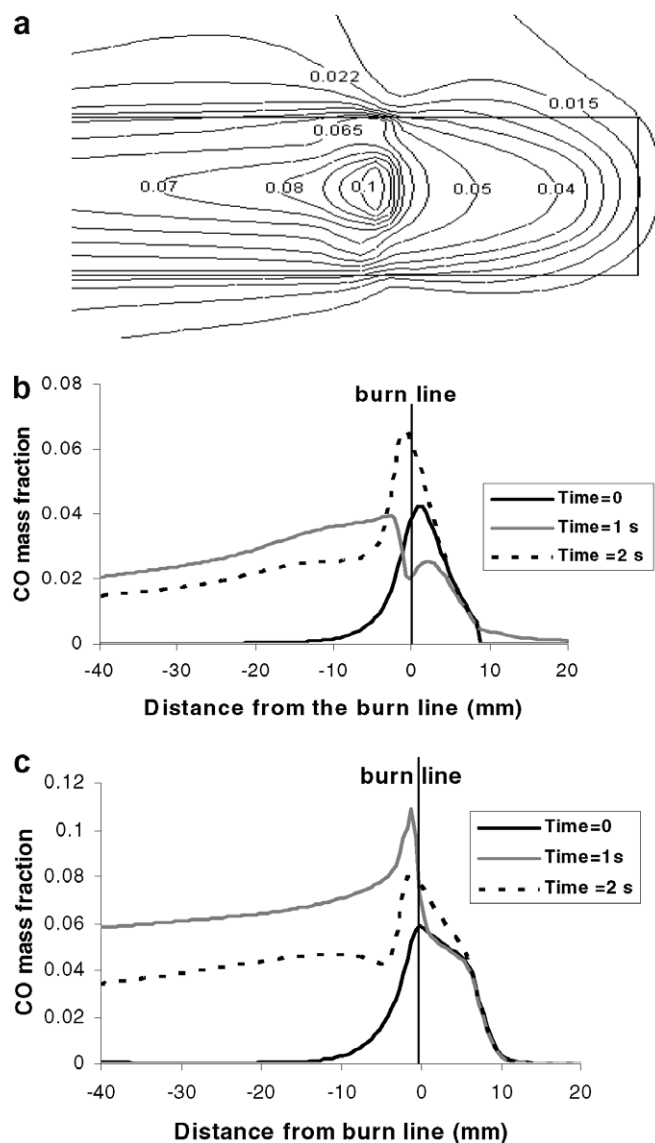 a
0.022
0.015
0.065
0.07
0.08
0.1
0.05
0.04
b
burn line
0.08
0.06
0.04
0.02
0
CO mass fraction
Time=0
Time=1 s
Time =2 s
-40 -30 -20 -10 0 10 20
Distance from the burn line (mm)
c
burn line
0.12
0.1
0.08
0.06
0.04
0.02
0
CO mass fraction
Time=0
Time=1s
Time =2 s
-40 -30 -20 -10 0 10 20
Distance from burn line (mm)